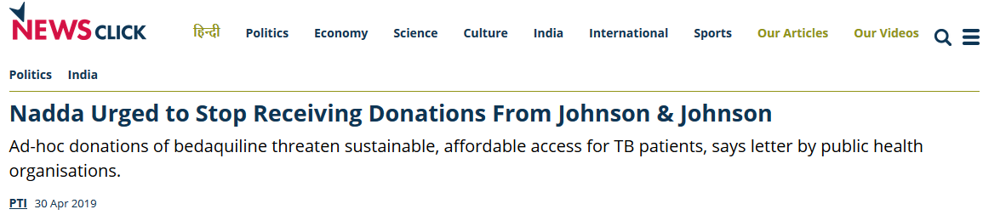 NEWSCLICK
हिन्दी Politics Economy Science Culture India International Sports Our Articles Our Videos
Politics India
Nadda Urged to Stop Receiving Donations From Johnson & Johnson
Ad-hoc donations of bedaquiline threaten sustainable, affordable access for TB patients, says letter by public health
organisations.
PTI 30 Apr 2019